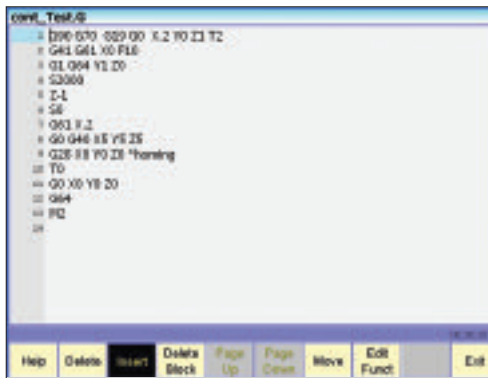 cont_Test.G
1 G90 G70 G19 G0 X.2 Y0 Z1 T2
2 G41 G61 X0 F10
3 G1 G64 Y1 Z0
4 S2000
5 Z-1
6 S0
7 G61 X.2
8 G0 G40 X5 Y5 Z5
9 G28 X0 Y0 Z0 *homing
10 T0
11 G0 X0 Y0 Z0
12 G64
13 M2
14
Help Delete Insert Delete Block Page Up Page Down Move Edit Funct Exit